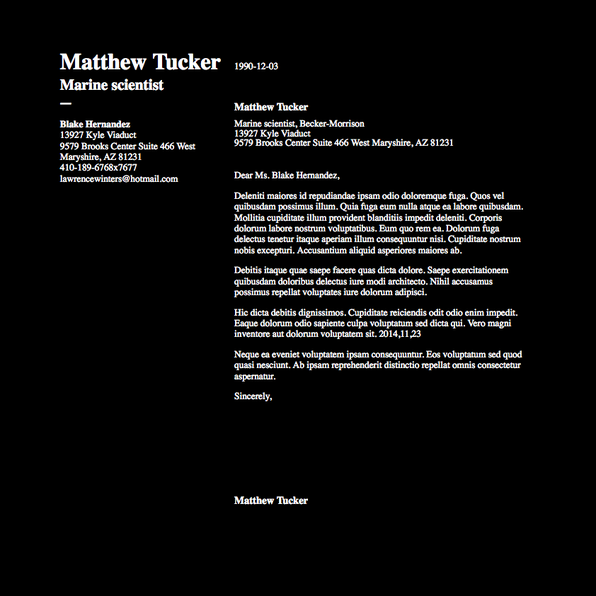 Matthew Tucker
Marine scientist
Blake Hernandez
13927 Kyle Viaduct
9579 Brooks Center Suite 466 West
Maryshire, AZ 81231
410-189-6768x7677
lawrencewinters@hotmail.com
1990-12-03
Matthew Tucker
Marine scientist, Becker-Morrison
13927 Kyle Viaduct
9579 Brooks Center Suite 466 West Maryshire, AZ 81231
Dear Ms. Blake Hernandez,
Deleniti maiores id repudiandae ipsam odio doloremque fuga. Quos vel
quibusdam possimus illum. Quia fuga eum nulla atque ea labore quibusdam.
Mollitia cupiditate illum provident blanditiis impedit deleniti. Corporis
dolorum labore nostrum voluptatibus. Eum quo rem ea. Dolorum fuga
delectus tenetur itaque aperiam illum consequuntur nisi. Cupiditate nostrum
nobis excepturi. Accusantium aliquid asperiores maiores ab.
Debitis itaque quae saepe facere quas dicta dolore. Saepe exercitationem
quibusdam doloribus delectus iure modi architecto. Nihil accusamus
possimus repellat voluptates iure dolorum adipisci.
Hic dicta debitis dignissimos. Cupiditate reiciendis odit odio enim impedit.
Eaque dolorum odio sapiente culpa voluptatum sed dicta qui. Vero magni
inventore aut dolorum voluptatem sit. 2014,11,23
Neque ea eveniet voluptatem ipsam consequuntur. Eos voluptatum sed quod
quasi nesciunt. Ab ipsam reprehenderit distinctio repellat omnis consectetur
aspernatur.
Sincerely,
Matthew Tucker